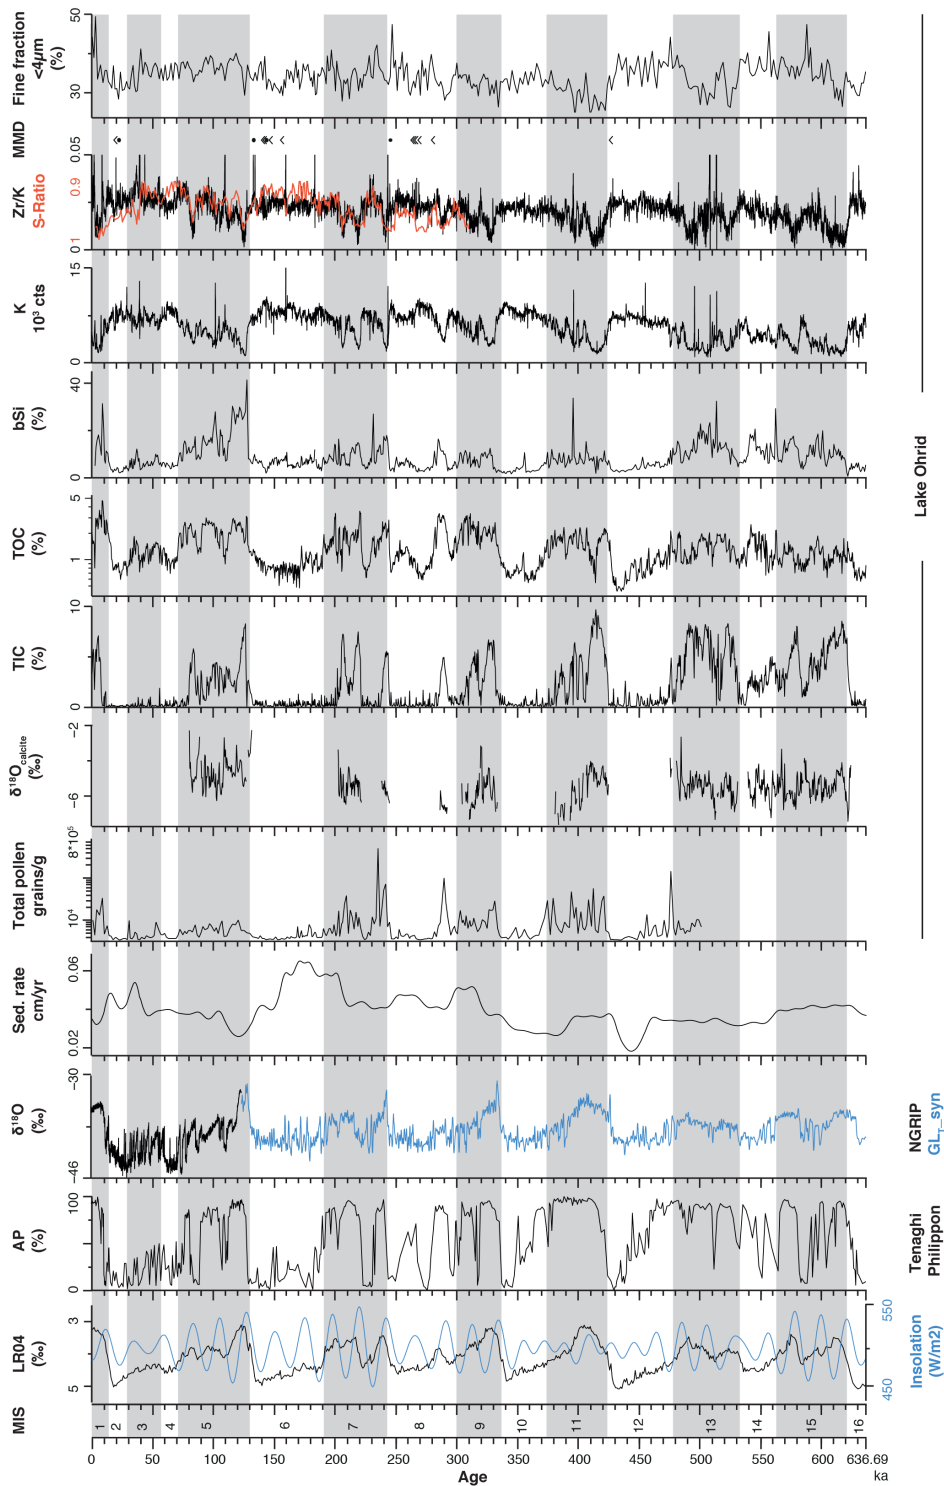 Fine fraction
<4µm
(%)
50
30
MMD
Zr/K
S-Ratio
0.05
0
0.9
1
K
10³ cts
15
0
bSi
(%)
40
0
TOC
(%)
5
1
TIC
(%)
10
0
δ¹⁸Ocalcite
(‰)
−2
−6
Total pollen
grains/g
8*10⁵
10⁴
Sed. rate
cm/yr
0.06
0.02
δ¹⁸O
(‰)
−30
−46
AP
(%)
100
0
LR04
(‰)
3
5
550
450
Insolation
(W/m2)
Lake Ohrid
NGRIP
GLT_syn
Tenaghi
Philippon
MIS
1 2 3 4 5 6 7 8 9 10 11 12 13 14 15 16
0 50 100 150 200 250 300 350 400 450 500 550 600 636.69
Age
ka